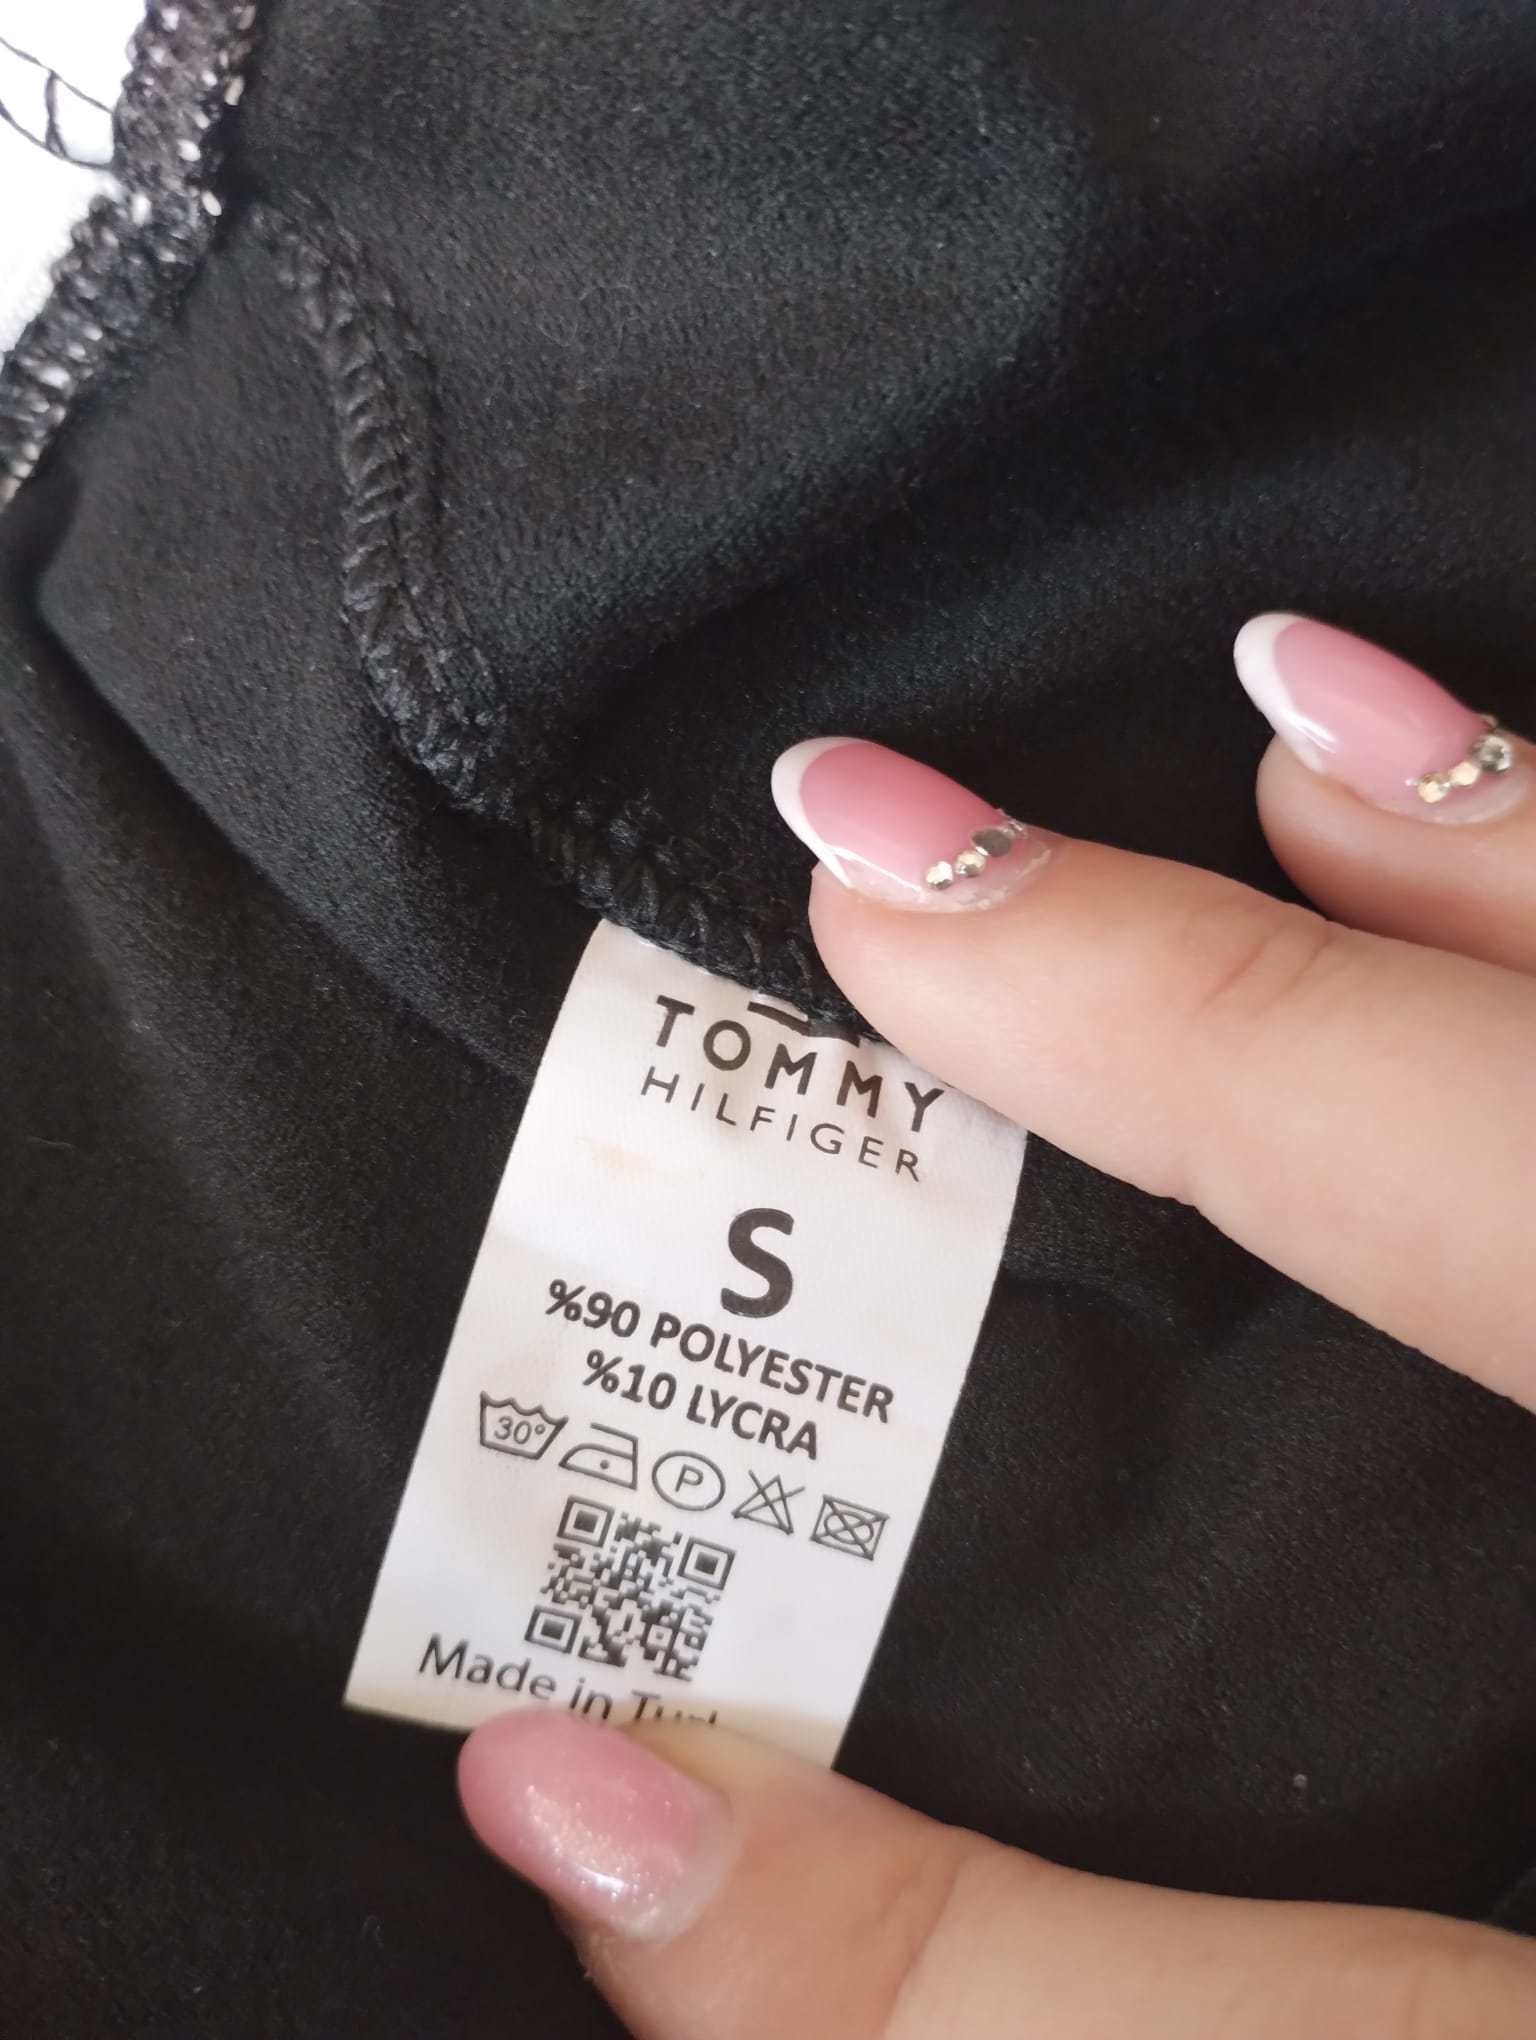 TOMMY
HILFIGER
S
%90 POLYESTER
%10 LYCRA
30°
P
Made in